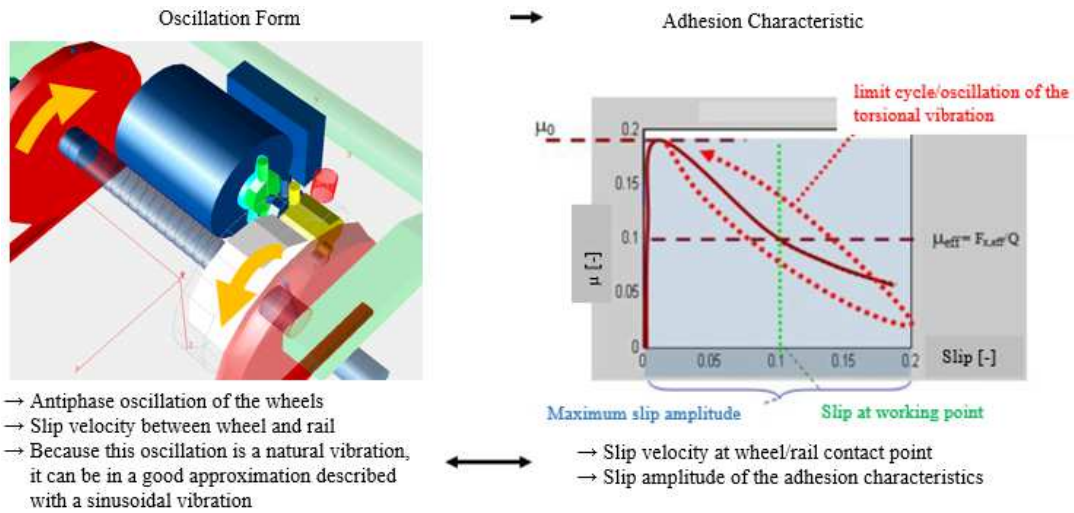 Oscillation Form
→
Adhesion Characteristic
limit cycle/oscillation of the
torsional vibration
μ₀
0.2
0.15
0.1
0.05
0
μ [-]
μeff = Fx,eff/Q
0
0.05
0.1
0.15
0.2
Slip [-]
Maximum slip amplitude
Slip at working point
→ Antiphase oscillation of the wheels
→ Slip velocity between wheel and rail
→ Because this oscillation is a natural vibration,
it can be in a good approximation described
with a sinusoidal vibration
→ Slip velocity at wheel/rail contact point
→ Slip amplitude of the adhesion characteristics